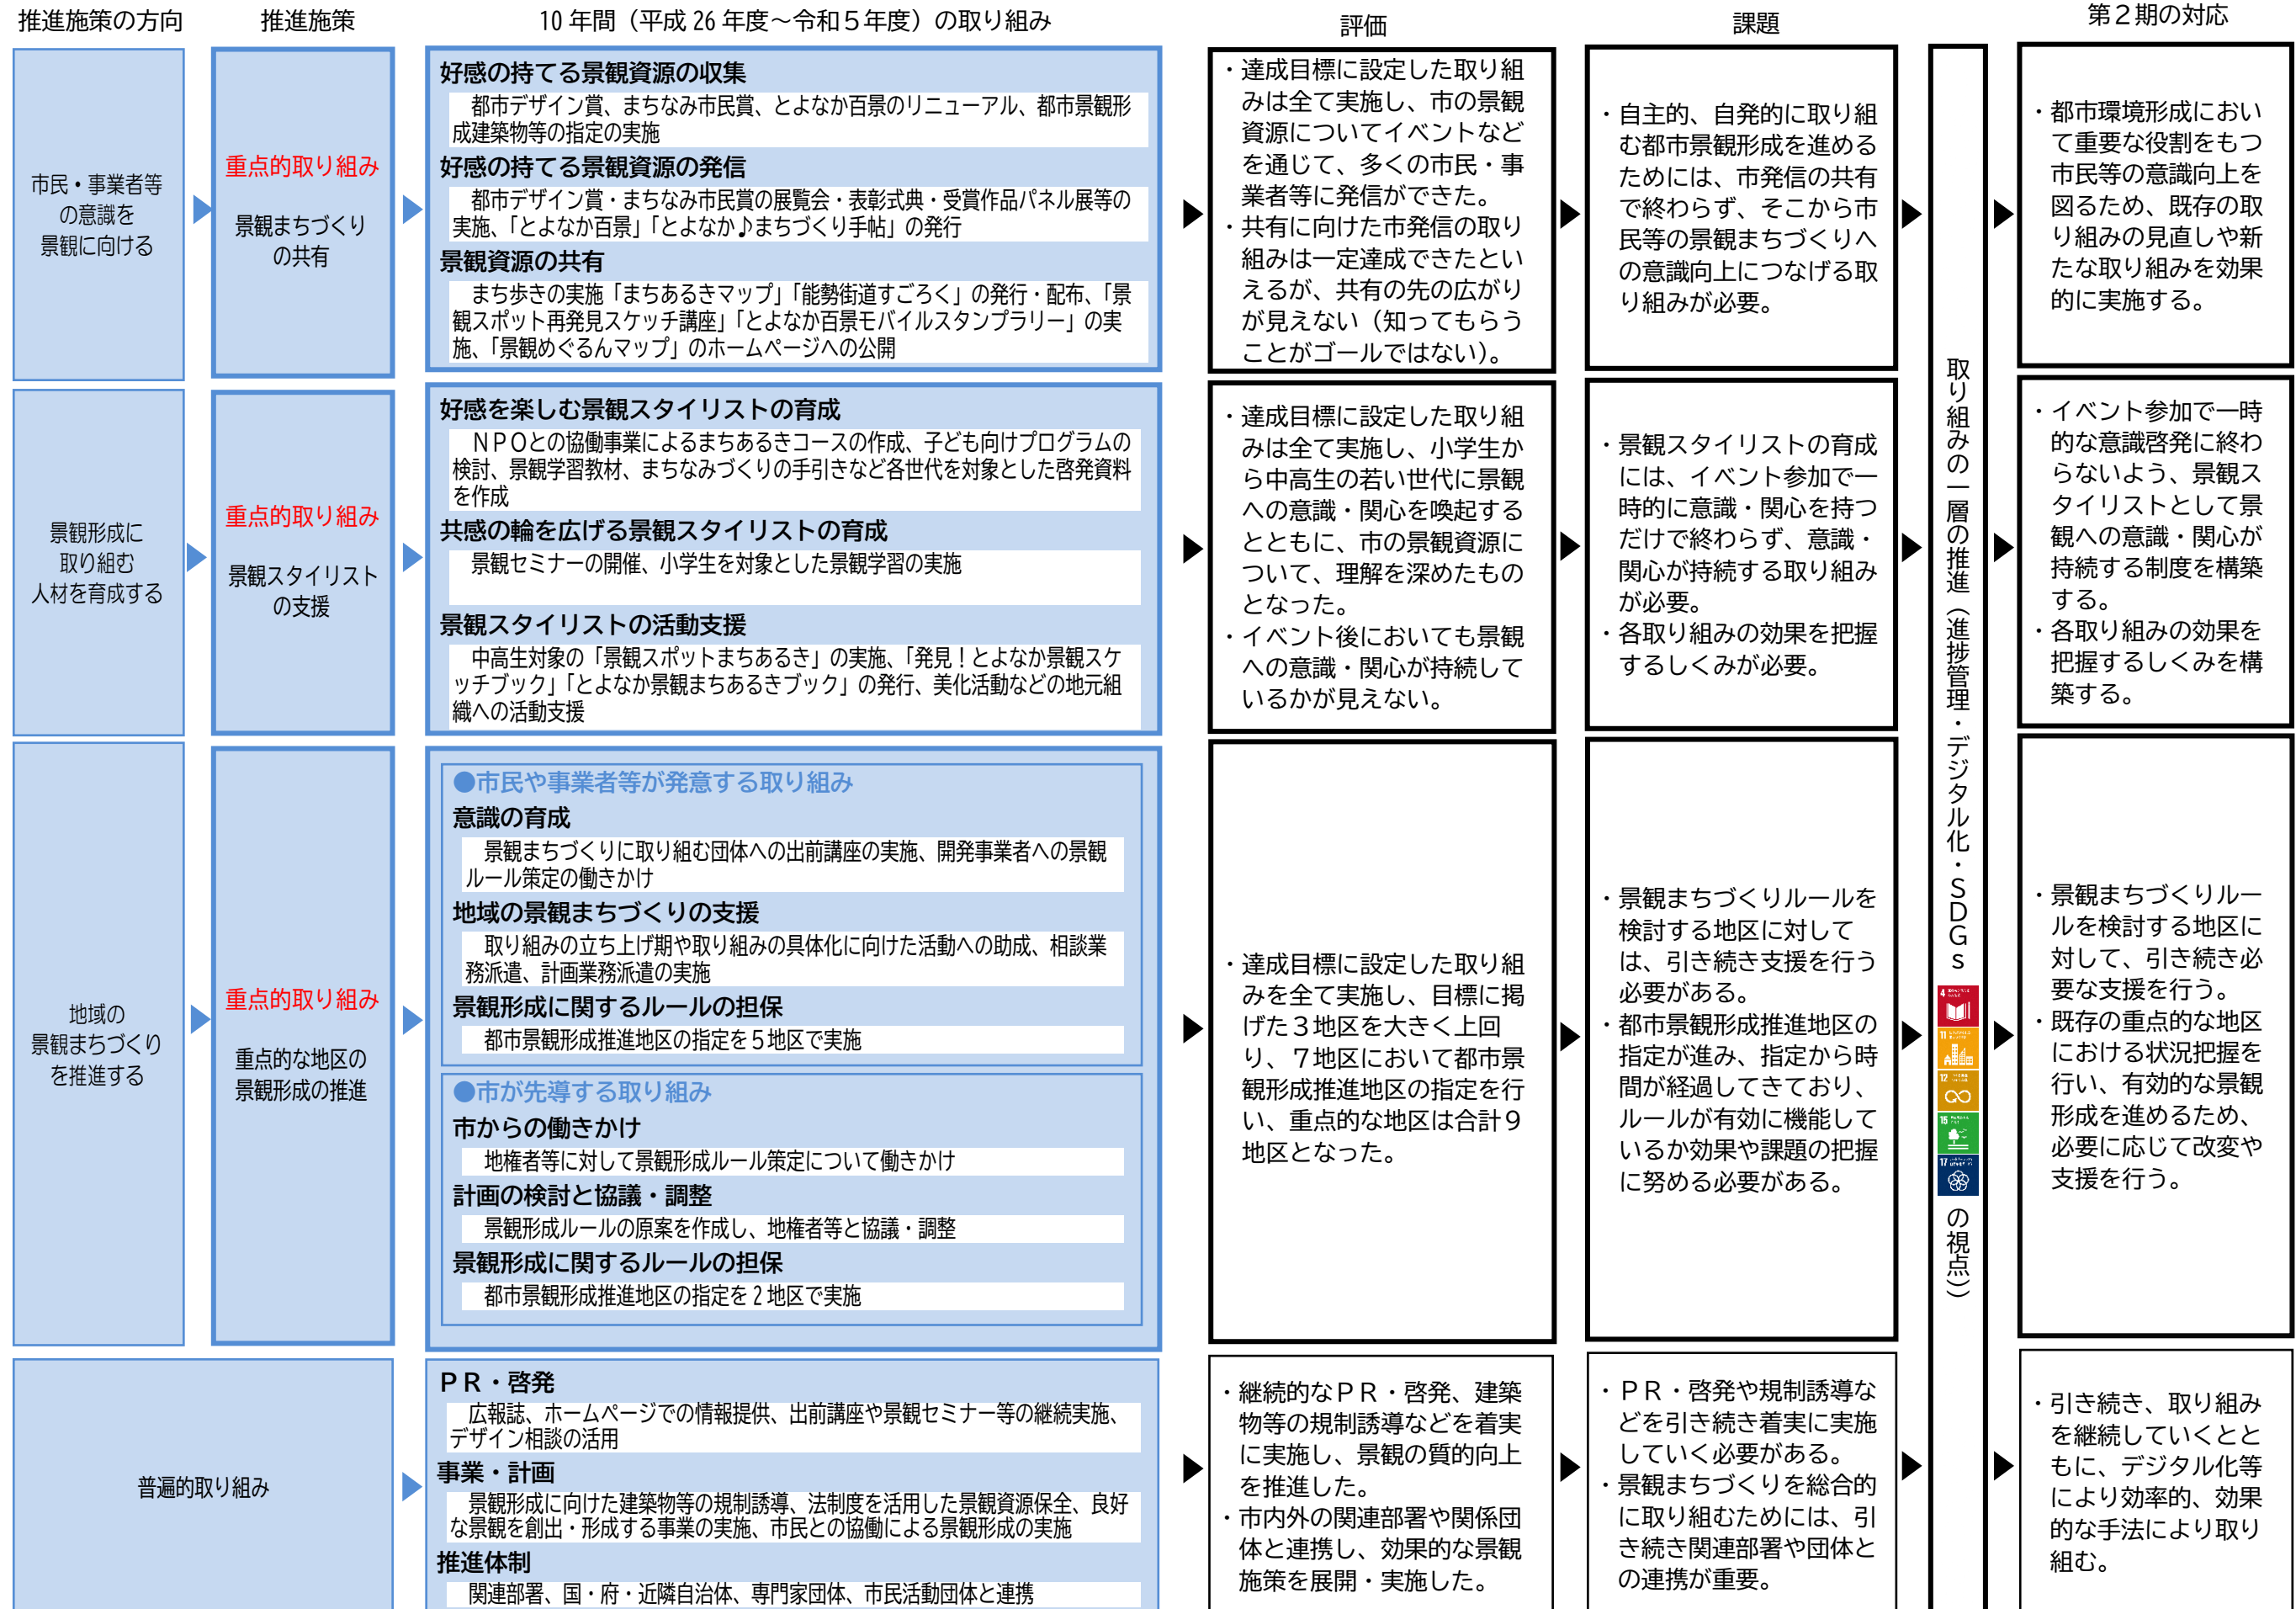 推進施策の方向
推進施策
10年間（平成26年度～令和５年度）の取り組み
評価
課題
第２期の対応
市民・事業者等
の意識を
景観に向ける
重点的取り組み
景観まちづくり
の共有
好感の持てる景観資源の収集
都市デザイン賞、まちなみ市民賞、とよなか百景のリニューアル、都市景観形
成建築物等の指定の実施
好感の持てる景観資源の発信
都市デザイン賞・まちなみ市民賞の展覧会・表彰式典・受賞作品パネル展等の
実施、「とよなか百景」「とよなか♪まちづくり手帖」の発行
景観資源の共有
まち歩きの実施「まちあるきマップ」「能勢街道すごろく」の発行・配布、「景
観スポット再発見スケッチ講座」「とよなか百景モバイルスタンプラリー」の実
施、「景観めぐるんマップ」のホームページへの公開
・達成目標に設定した取り組
みは全て実施し、市の景観
資源についてイベントなど
を通じて、多くの市民・事
業者等に発信ができた。
・共有に向けた市発信の取り
組みは一定達成できたとい
えるが、共有の先の広がり
が見えない（知ってもらう
ことがゴールではない）。
・自主的、自発的に取り組
む都市景観形成を進める
ためには、市発信の共有
で終わらず、そこから市
民等の景観まちづくりへ
の意識向上につなげる取
り組みが必要。
・都市環境形成におい
て重要な役割をもつ
市民等の意識向上を
図るため、既存の取
り組みの見直しや新
たな取り組みを効果
的に実施する。
景観形成に
取り組む
人材を育成する
重点的取り組み
景観スタイリスト
の支援
好感を楽しむ景観スタイリストの育成
ＮＰＯとの協働事業によるまちあるきコースの作成、子ども向けプログラムの
検討、景観学習教材、まちなみづくりの手引きなど各世代を対象とした啓発資料
を作成
共感の輪を広げる景観スタイリストの育成
景観セミナーの開催、小学生を対象とした景観学習の実施
景観スタイリストの活動支援
中高生対象の「景観スポットまちあるき」の実施、「発見！とよなか景観スケ
ッチブック」「とよなか景観まちあるきブック」の発行、美化活動などの地元組
織への活動支援
・達成目標に設定した取り組
みは全て実施し、小学生か
ら中高生の若い世代に景観
への意識・関心を喚起する
とともに、市の景観資源に
ついて、理解を深めたもの
となった。
・イベント後においても景観
への意識・関心が持続して
いるかが見えない。
・景観スタイリストの育成
には、イベント参加で一
時的に意識・関心を持つ
だけで終わらず、意識・
関心が持続する取り組み
が必要。
・各取り組みの効果を把握
するしくみが必要。
・イベント参加で一時
的な意識啓発に終わ
らないよう、景観ス
タイリストとして景
観への意識・関心が
持続する制度を構築
する。
・各取り組みの効果を
把握するしくみを構
築する。
地域の
景観まちづくり
を推進する
重点的取り組み
重点的な地区の
景観形成の推進
●市民や事業者等が発意する取り組み
意識の育成
景観まちづくりに取り組む団体への出前講座の実施、開発事業者への景観
ルール策定の働きかけ
地域の景観まちづくりの支援
取り組みの立ち上げ期や取り組みの具体化に向けた活動への助成、相談業
務派遣、計画業務派遣の実施
景観形成に関するルールの担保
都市景観形成推進地区の指定を５地区で実施
●市が先導する取り組み
市からの働きかけ
地権者等に対して景観形成ルール策定について働きかけ
計画の検討と協議・調整
景観形成ルールの原案を作成し、地権者等と協議・調整
景観形成に関するルールの担保
都市景観形成推進地区の指定を２地区で実施
・達成目標に設定した取り組
みを全て実施し、目標に掲
げた３地区を大きく上回
り、７地区において都市景
観形成推進地区の指定を行
い、重点的な地区は合計９
地区となった。
・景観まちづくりルールを
検討する地区に対して
は、引き続き支援を行う
必要がある。
・都市景観形成推進地区の
指定が進み、指定から時
間が経過してきており、
ルールが有効に機能して
いるか効果や課題の把握
に努める必要がある。
取り組みの一層の推進（進捗管理・デジタル化・ＳＤＧｓ
4
11
12
15
17
の視点））
・景観まちづくりルー
ルを検討する地区に
対して、引き続き必
要な支援を行う。
・既存の重点的な地区
における状況把握を
行い、有効的な景観
形成を進めるため、
必要に応じて改変や
支援を行う。
普遍的取り組み
ＰＲ・啓発
広報誌、ホームページでの情報提供、出前講座や景観セミナー等の継続実施、
デザイン相談の活用
事業・計画
景観形成に向けた建築物等の規制誘導、法制度を活用した景観資源保全、良好
な景観を創出・形成する事業の実施、市民との協働による景観形成の実施
推進体制
関連部署、国・府・近隣自治体、専門家団体、市民活動団体と連携
・継続的なＰＲ・啓発、建築
物等の規制誘導などを着実
に実施し、景観の質的向上
を推進した。
・市内外の関連部署や関係団
体と連携し、効果的な景観
施策を展開・実施した。
・ＰＲ・啓発や規制誘導な
どを引き続き着実に実施
していく必要がある。
・景観まちづくりを総合的
に取り組むためには、引
き続き関連部署や団体と
の連携が重要。
・引き続き、取り組み
を継続していくとと
もに、デジタル化等
により効率的、効果
的な手法により取り
組む。